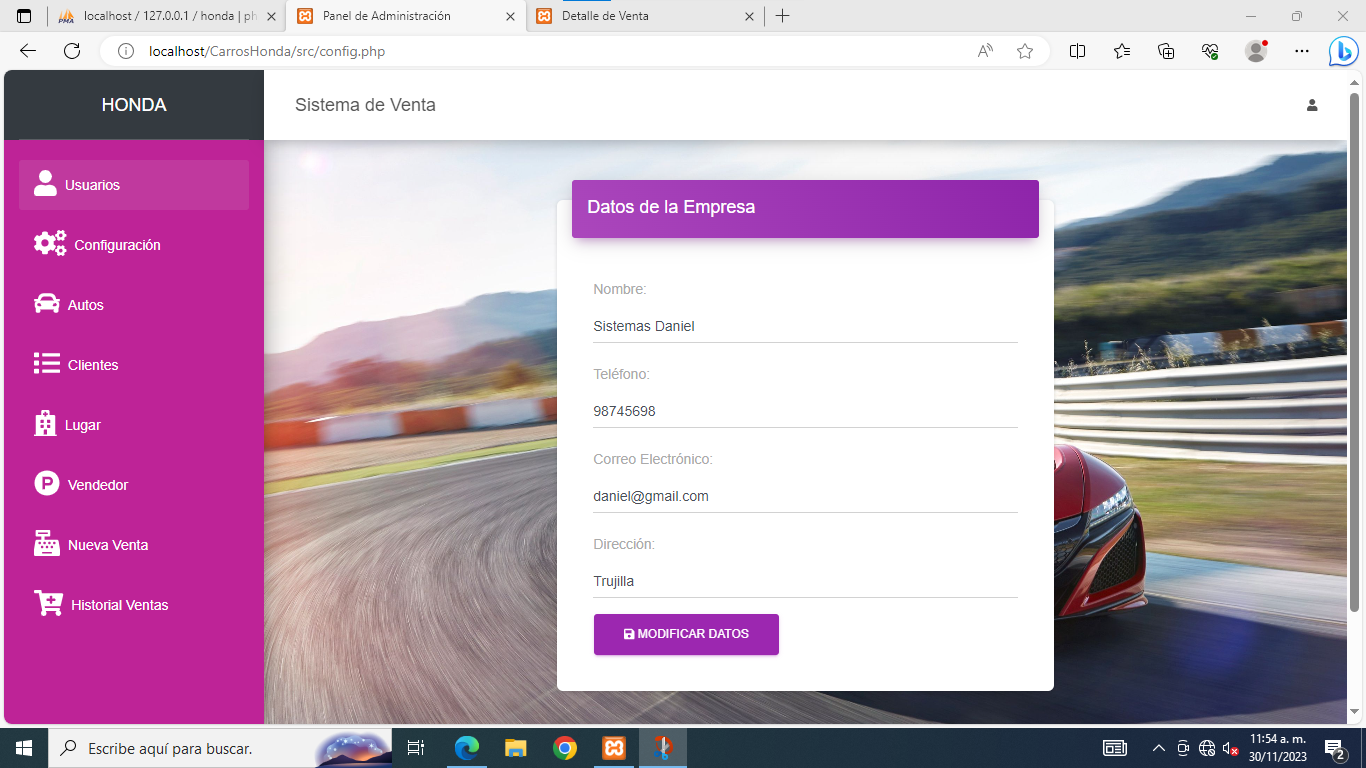 localhost / 127.0.0.1 / honda | ph
Panel de Administración
Detalle de Venta
localhost/CarrosHonda/src/config.php
HONDA
Sistema de Venta
Usuarios
Configuración
Autos
Clientes
Lugar
Vendedor
Nueva Venta
Historial Ventas
Datos de la Empresa
Nombre:
Sistemas Daniel
Teléfono:
98745698
Correo Electrónico:
daniel@gmail.com
Dirección:
Trujilla
MODIFICAR DATOS
Escribe aquí para buscar.
11:54 a. m.
30/11/2023
2